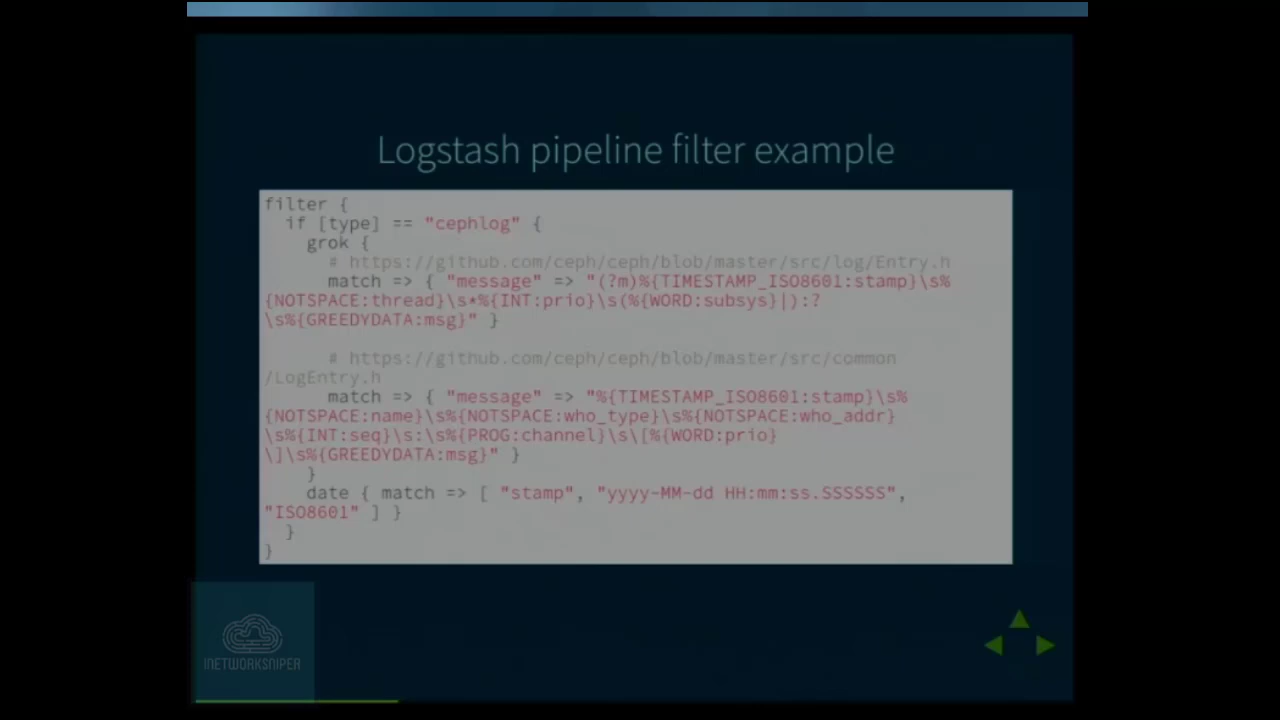 Logstash pipeline filter example
filter {
  if [type] == "cephlog" {
    grok {
      # https://github.com/ceph/ceph/blob/master/src/log/Entry.h
      match => { "message" => "(?m)%{TIMESTAMP_ISO8601:stamp}\s%
{NOTSPACE:thread}\s*%{INT:prio}\s(%{WORD:subsys}|):?
\s%{GREEDYDATA:msg}" }
      # https://github.com/ceph/ceph/blob/master/src/common
/LogEntry.h
      match => { "message" => "%{TIMESTAMP_ISO8601:stamp}\s%
{NOTSPACE:name}\s%{NOTSPACE:who_type}\s%{NOTSPACE:who_addr}
\s%{INT:seq}\s:\s%{PROG:channel}\s\[%{WORD:prio}
\]\s%{GREEDYDATA:msg}" }
    }
    date { match => [ "stamp", "yyyy-MM-dd HH:mm:ss.SSSSSS",
"ISO8601" ] }
  }
}
INETWORKSNIPER